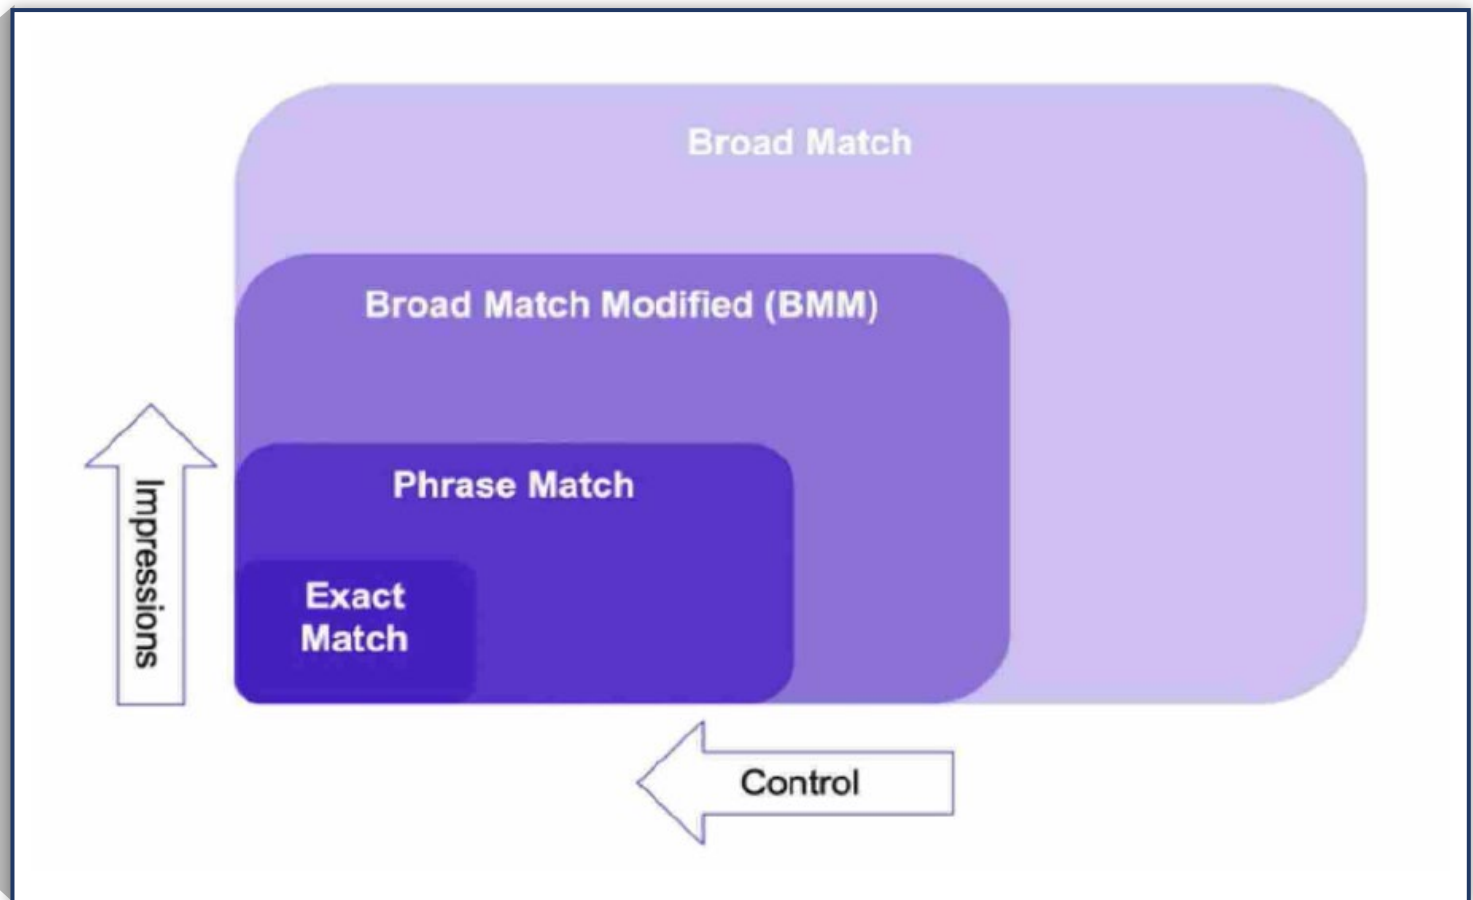 Broad Match
Broad Match Modified (BMM)
Phrase Match
Exact
Match
Impressions
Control